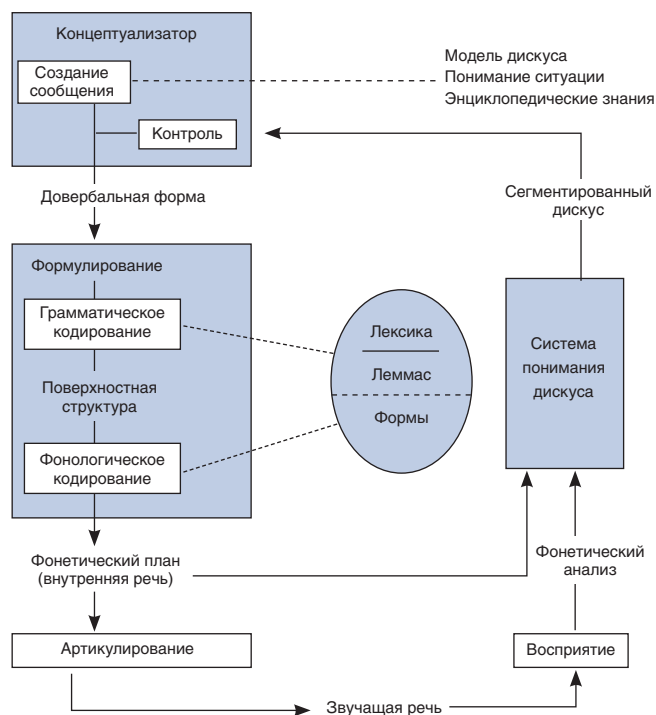 Концептуализатор
Создание
сообщения
Контроль
Модель дискуса
Понимание ситуации
Энциклопедические знания
Довербальная форма
Сегментированный
дискус
Формулирование
Грамматическое
кодирование
Поверхностная
структура
Фонологическое
кодирование
Лексика
Леммас
Формы
Система
понимания
дискуса
Фонетический план
(внутренняя речь)
Фонетический
анализ
Артикулирование
Восприятие
Звучащая речь